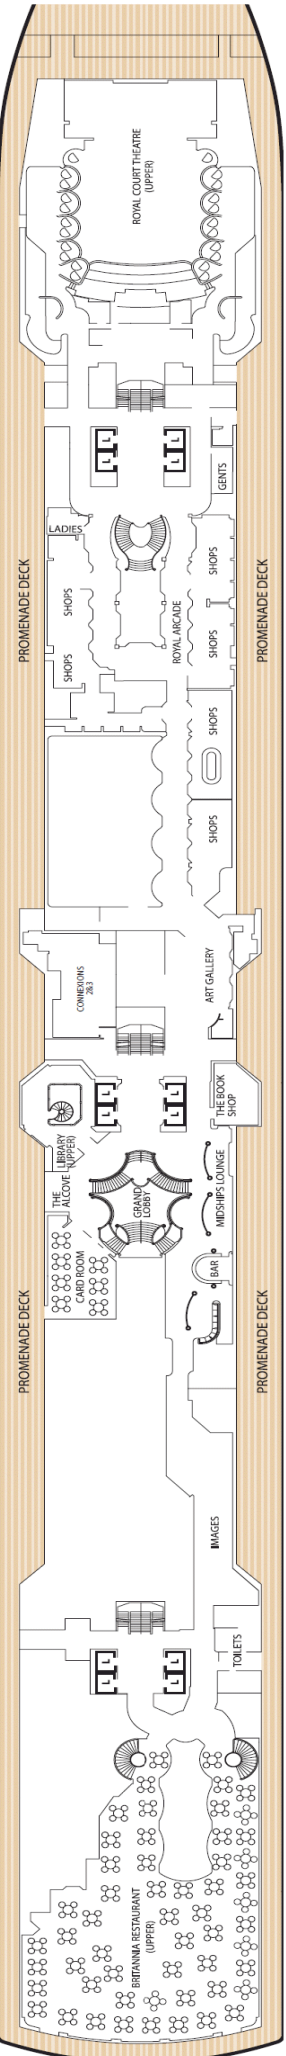 ROYAL COURT THEATRE
(UPPER)
L
L
L
L
GENTS
LADIES
SHOPS
PROMENADE DECK
SHOPS
PROMENADE DECK
ROYAL ARCADE
SHOPS
SHOPS
SHOPS
SHOPS
ART GALLERY
CONNEXIONS
2&3
L
L
L
L
THE BOOK
SHOP
LIBRARY
(UPPER)
THE
ALCOVE
GRAND
LOBBY
MIDSHIPS LOUNGE
CARD ROOM
BAR
PROMENADE DECK
PROMENADE DECK
IMAGES
TOILETS
L
L
L
L
BRITANNIA RESTAURANT
(UPPER)